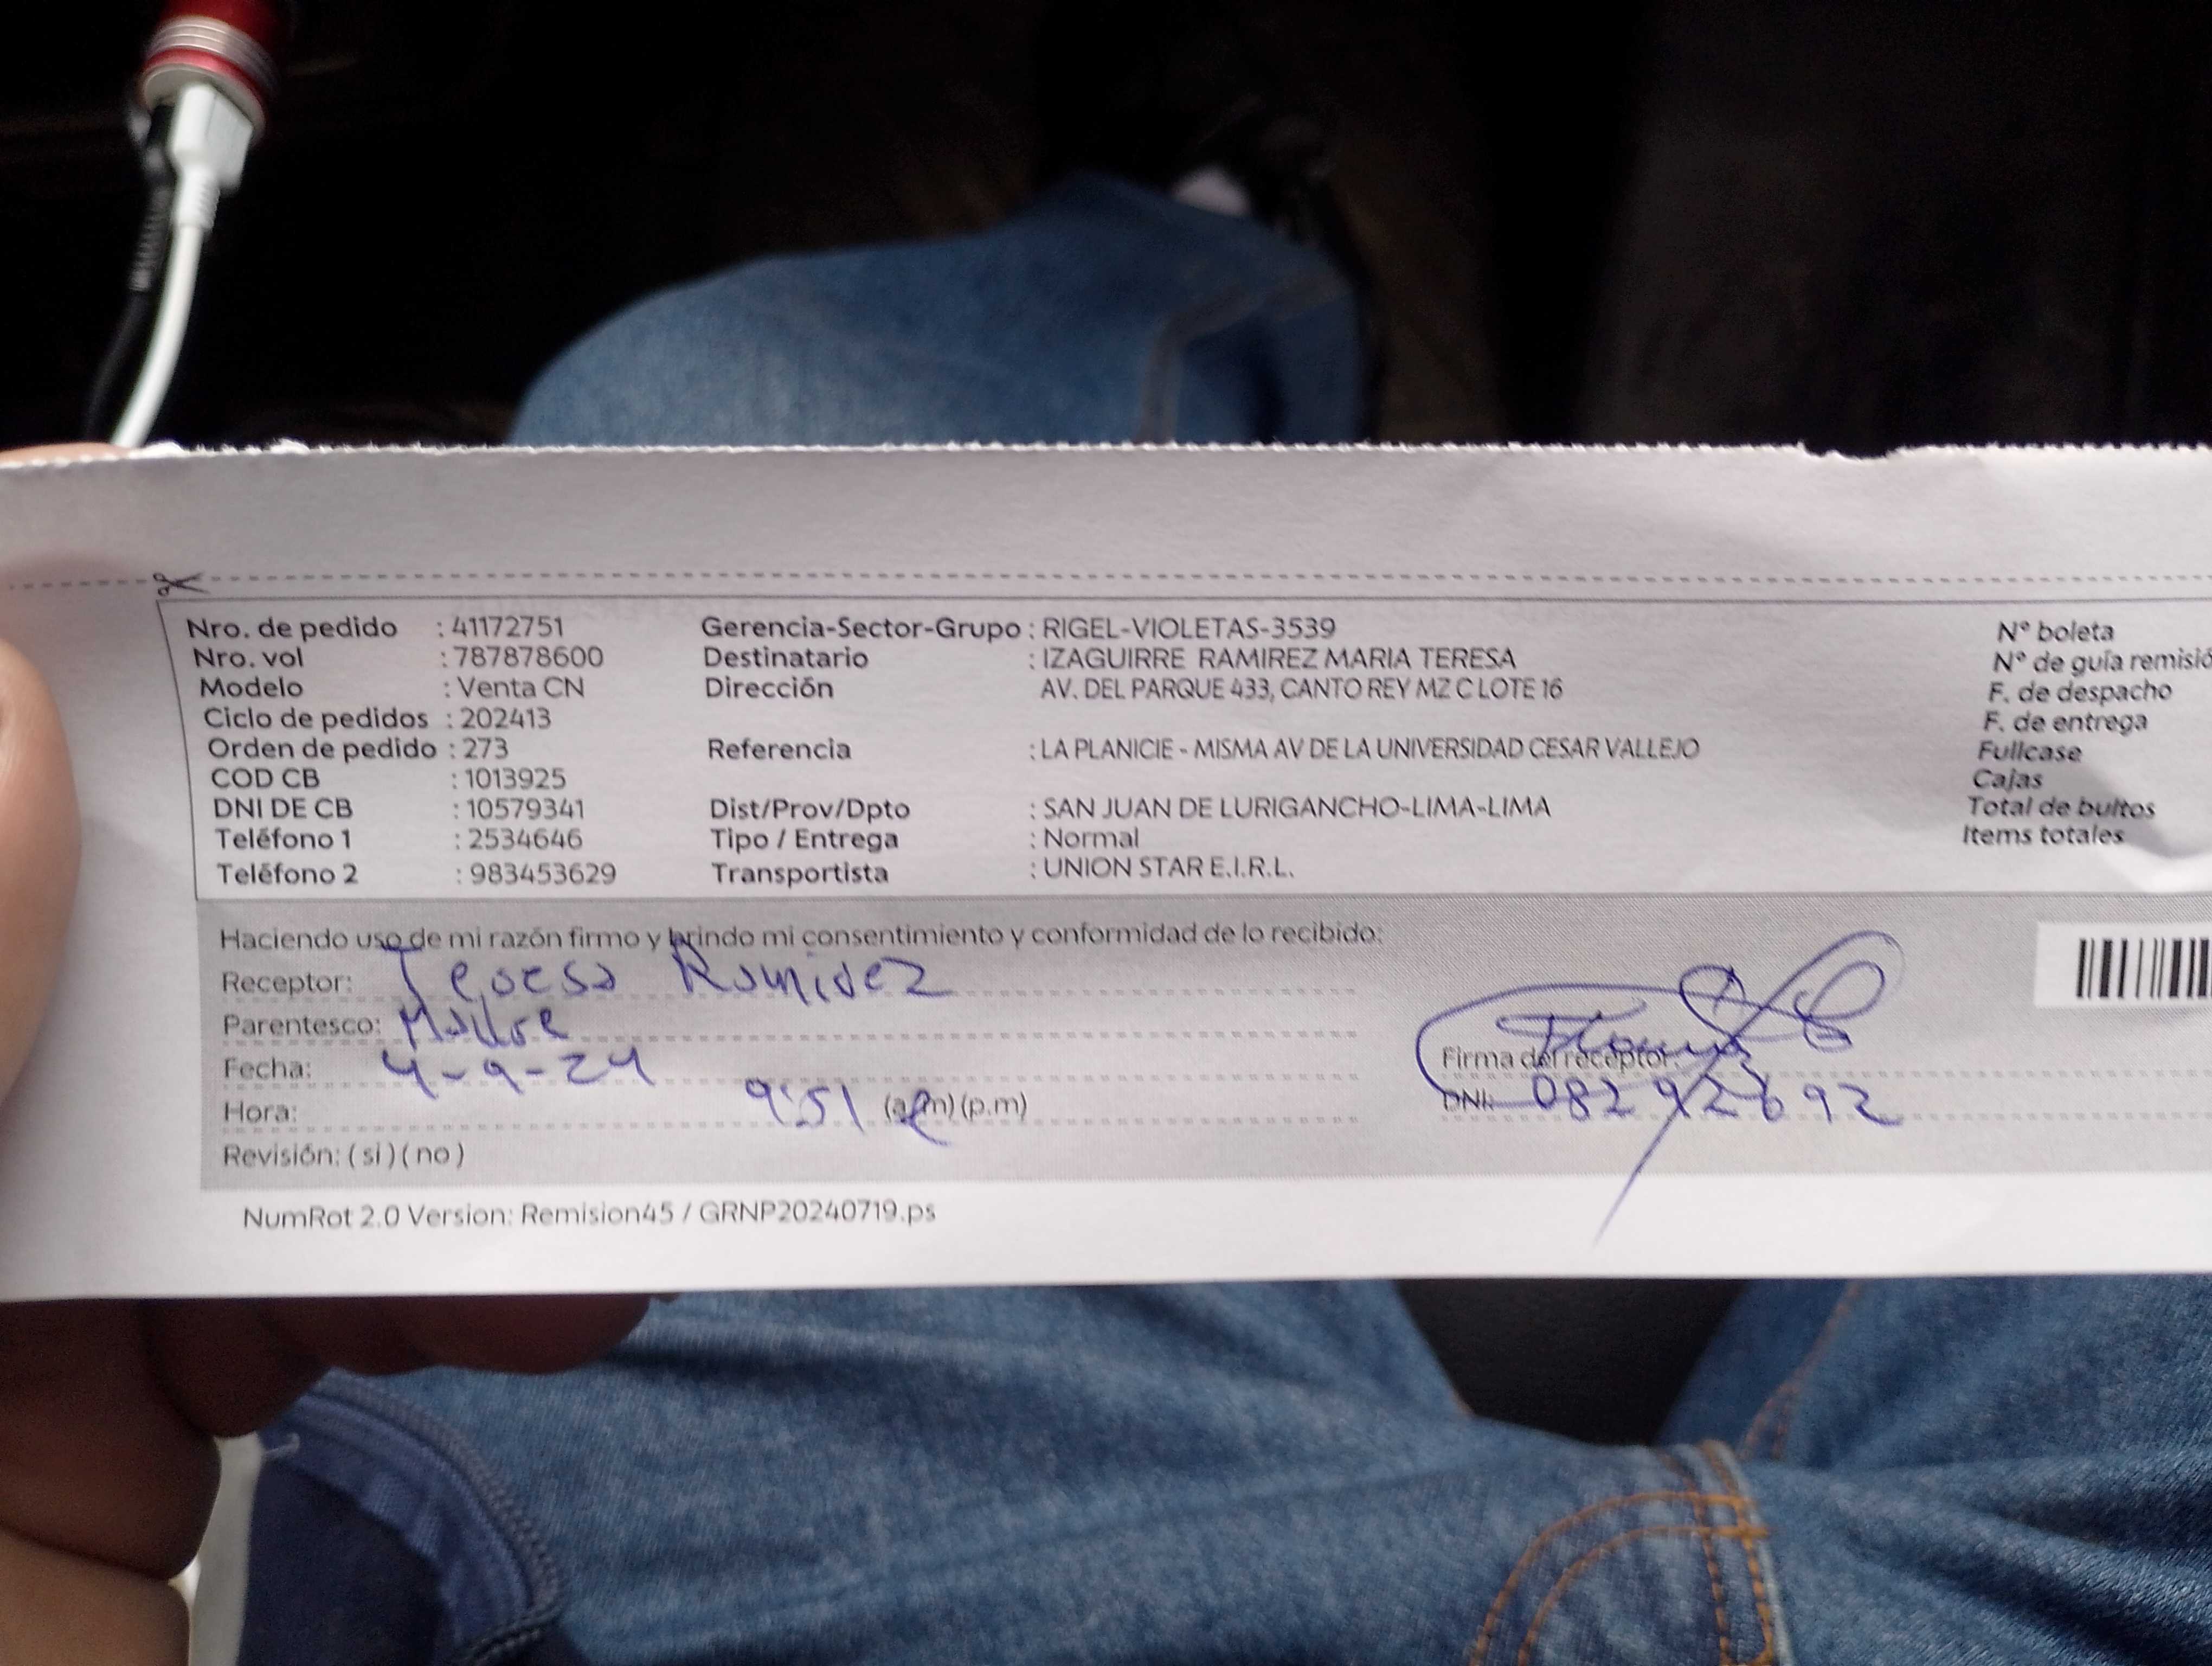 Nro. de pedido : 41172751 Gerencia-Sector-Grupo : RIGEL-VIOLETAS-3539 Nº boleta
Nro. vol : 787878600 Destinatario : IZAGUIRRE RAMIREZ MARIA TERESA Nº de guía remisió
Modelo : Venta CN Dirección AV. DEL PARQUE 433, CANTO REY MZ C LOTE 16 F. de despacho
Ciclo de pedidos : 202413 F. de entrega
Orden de pedido : 273 Referencia : LA PLANICIE - MISMA AV DE LA UNIVERSIDAD CESAR VALLEJO Fullcase
COD CB : 1013925 Cajas
DNI DE CB : 10579341 Dist/Prov/Dpto : SAN JUAN DE LURIGANCHO-LIMA-LIMA Total de bultos
Teléfono 1 : 2534646 Tipo / Entrega : Normal Items totales
Teléfono 2 : 983453629 Transportista : UNION STAR E.I.R.L.
Haciendo uso de mi razón firmo y brindo mi consentimiento y conformidad de lo recibido:
Receptor: Teresa Ramirez
Parentesco: Madre
Fecha: 4-9-24 Firma del receptor:
Hora: 9:51 (a.m) (p.m) DNI: 08292692
Revisión: ( si ) ( no )
NumRot 2.0 Version: Remision45 / GRNP20240719.ps